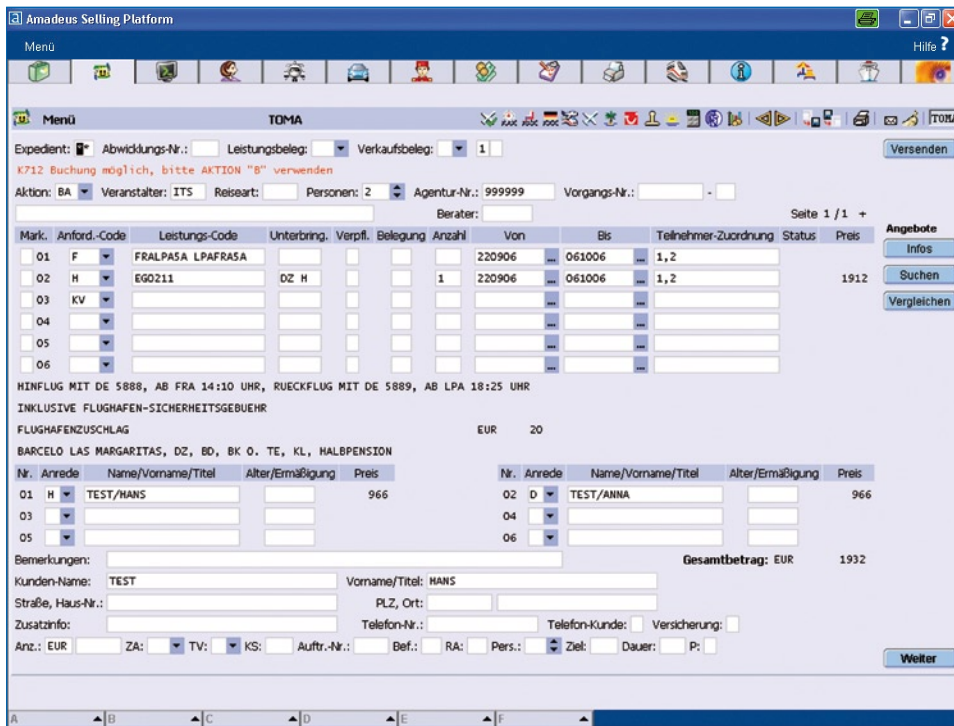 Amadeus Selling Platform
Menü Hilfe ?
Menü TOMA TOMA
Expedient: Abwicklungs-Nr.: Leistungsbeleg: Verkaufsbeleg: 1 Versenden
K712 Buchung möglich, bitte AKTION "B" verwenden
Aktion: BA Veranstalter: ITS Reiseart: Personen: 2 Agentur-Nr.: 999999 Vorgangs-Nr.: -
Berater: Seite 1 / 1 +
Mark. Anford.-Code Leistungs-Code Unterbring. Verpfl. Belegung Anzahl Von Bis Teilnehmer-Zuordnung Status Preis Angebote
01 F FRALPA5A LPAFRA5A 220906 ... 061006 ... 1,2 Infos
02 H EGO211 DZ H 1 220906 ... 061006 ... 1,2 1912 Suchen
03 KV ... ... Vergleichen
04 ... ...
05 ... ...
06 ... ...
HINFLUG MIT DE 5888, AB FRA 14:10 UHR, RUECKFLUG MIT DE 5889, AB LPA 18:25 UHR
INKLUSIVE FLUGHAFEN-SICHERHEITSGEBUEHR
FLUGHAFENZUSCHLAG EUR 20
BARCELO LAS MARGARITAS, DZ, BD, BK O. TE, KL, HALBPENSION
Nr. Anrede Name/Vorname/Titel Alter/Ermäßigung Preis Nr. Anrede Name/Vorname/Titel Alter/Ermäßigung Preis
01 H TEST/HANS 966 02 D TEST/ANNA 966
03 04
05 06
Bemerkungen: Gesamtbetrag: EUR 1932
Kunden-Name: TEST Vorname/Titel: HANS
Straße, Haus-Nr.: PLZ, Ort:
Zusatzinfo: Telefon-Nr.: Telefon-Kunde: Versicherung:
Anz.: EUR ZA: TV: KS: Auftr.-Nr.: Bef.: RA: Pers.: Ziel: Dauer: P:
Weiter
A B C D E F